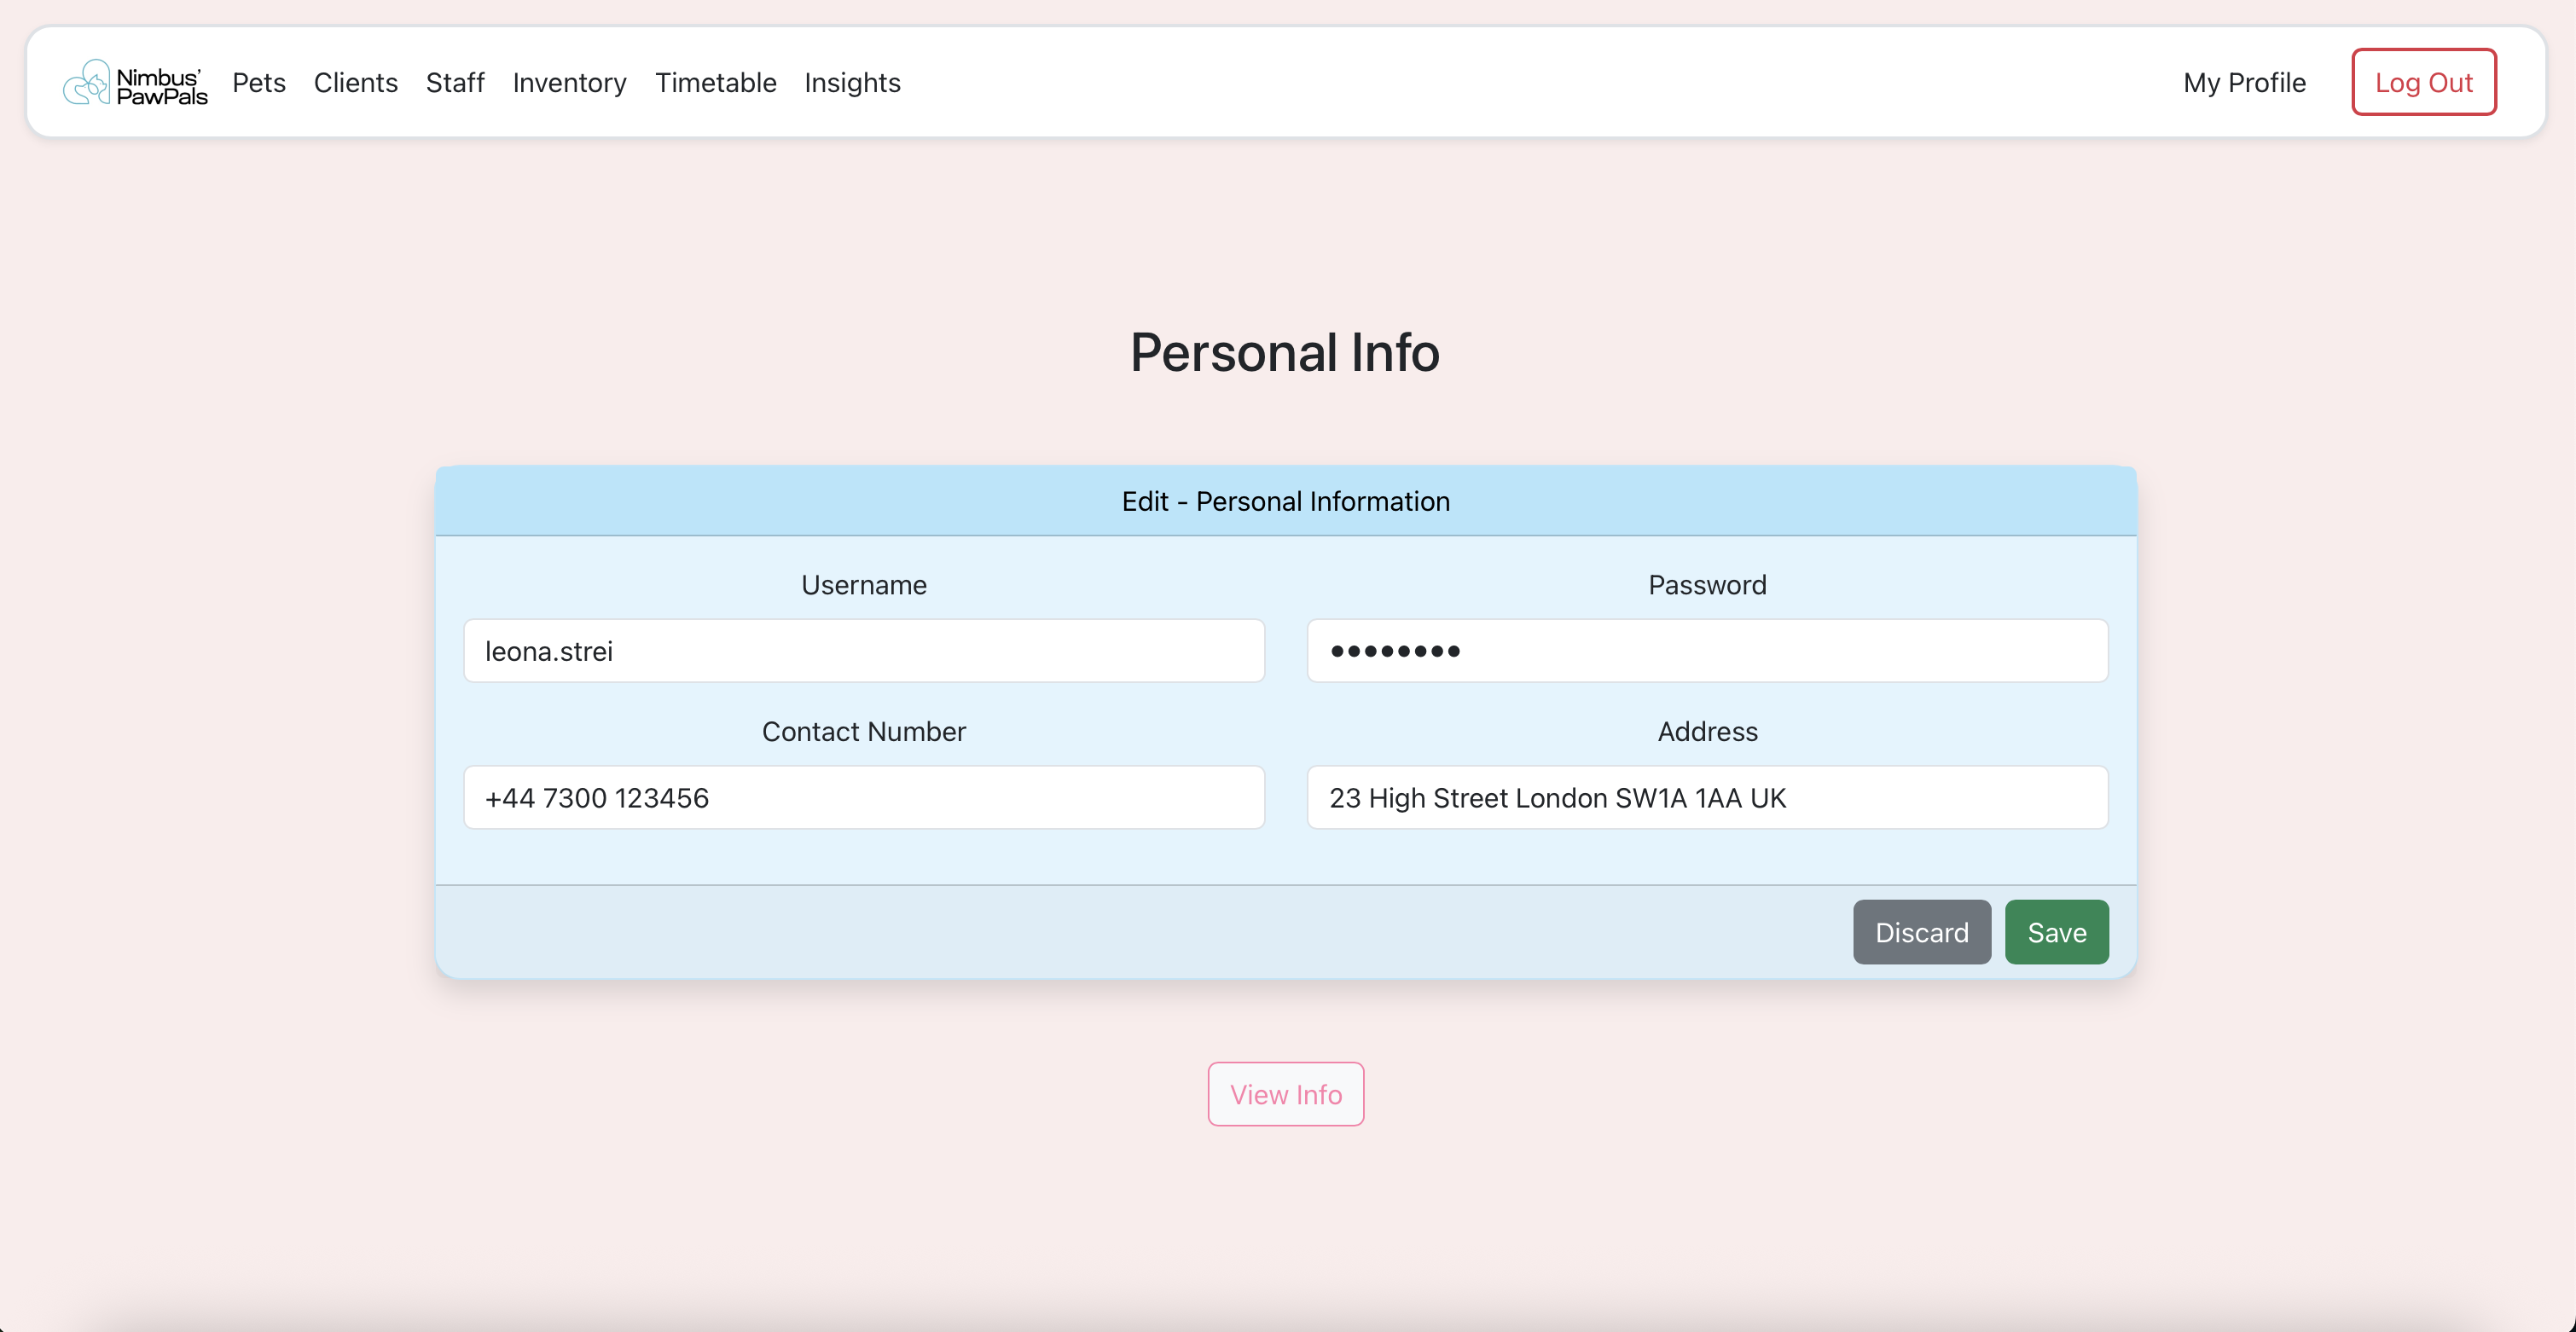 Nimbus'
PawPals
Pets Clients Staff Inventory Timetable Insights My Profile Log Out
Personal Info
Edit - Personal Information
Username Password
leona.strei ••••••••
Contact Number Address
+44 7300 123456 23 High Street London SW1A 1AA UK
Discard Save
View Info